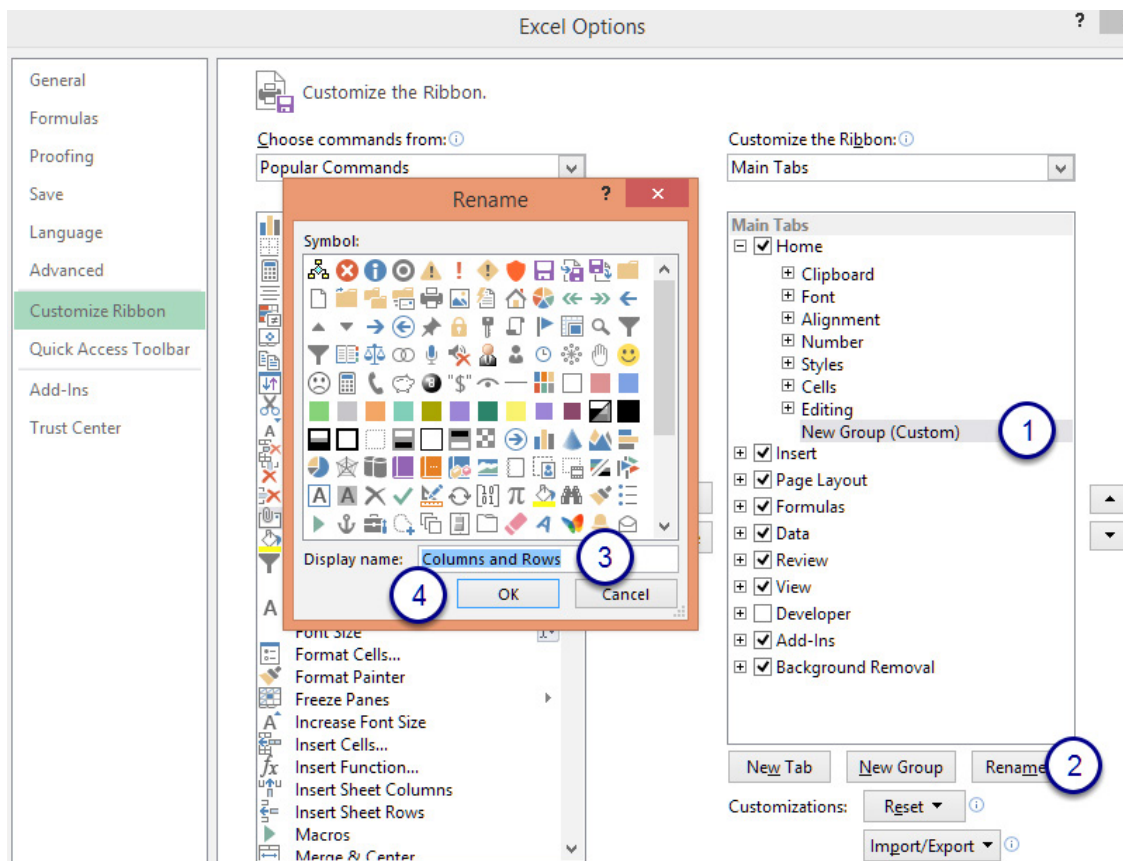 Excel Options
?
General
Formulas
Proofing
Save
Language
Advanced
Customize Ribbon
Quick Access Toolbar
Add-Ins
Trust Center
Customize the Ribbon.
Choose commands from:
Popular Commands
Rename
?
Symbol:
"$"
Display name:
Columns and Rows
3
4
OK
Cancel
Font Size
Format Cells...
Format Painter
Freeze Panes
Increase Font Size
Insert Cells...
Insert Function...
Insert Sheet Columns
Insert Sheet Rows
Macros
Merge & Center
Customize the Ribbon:
Main Tabs
Main Tabs
Home
Clipboard
Font
Alignment
Number
Styles
Cells
Editing
New Group (Custom)
1
Insert
Page Layout
Formulas
Data
Review
View
Developer
Add-Ins
Background Removal
New Tab
New Group
Rename
2
Customizations:
Reset
Import/Export